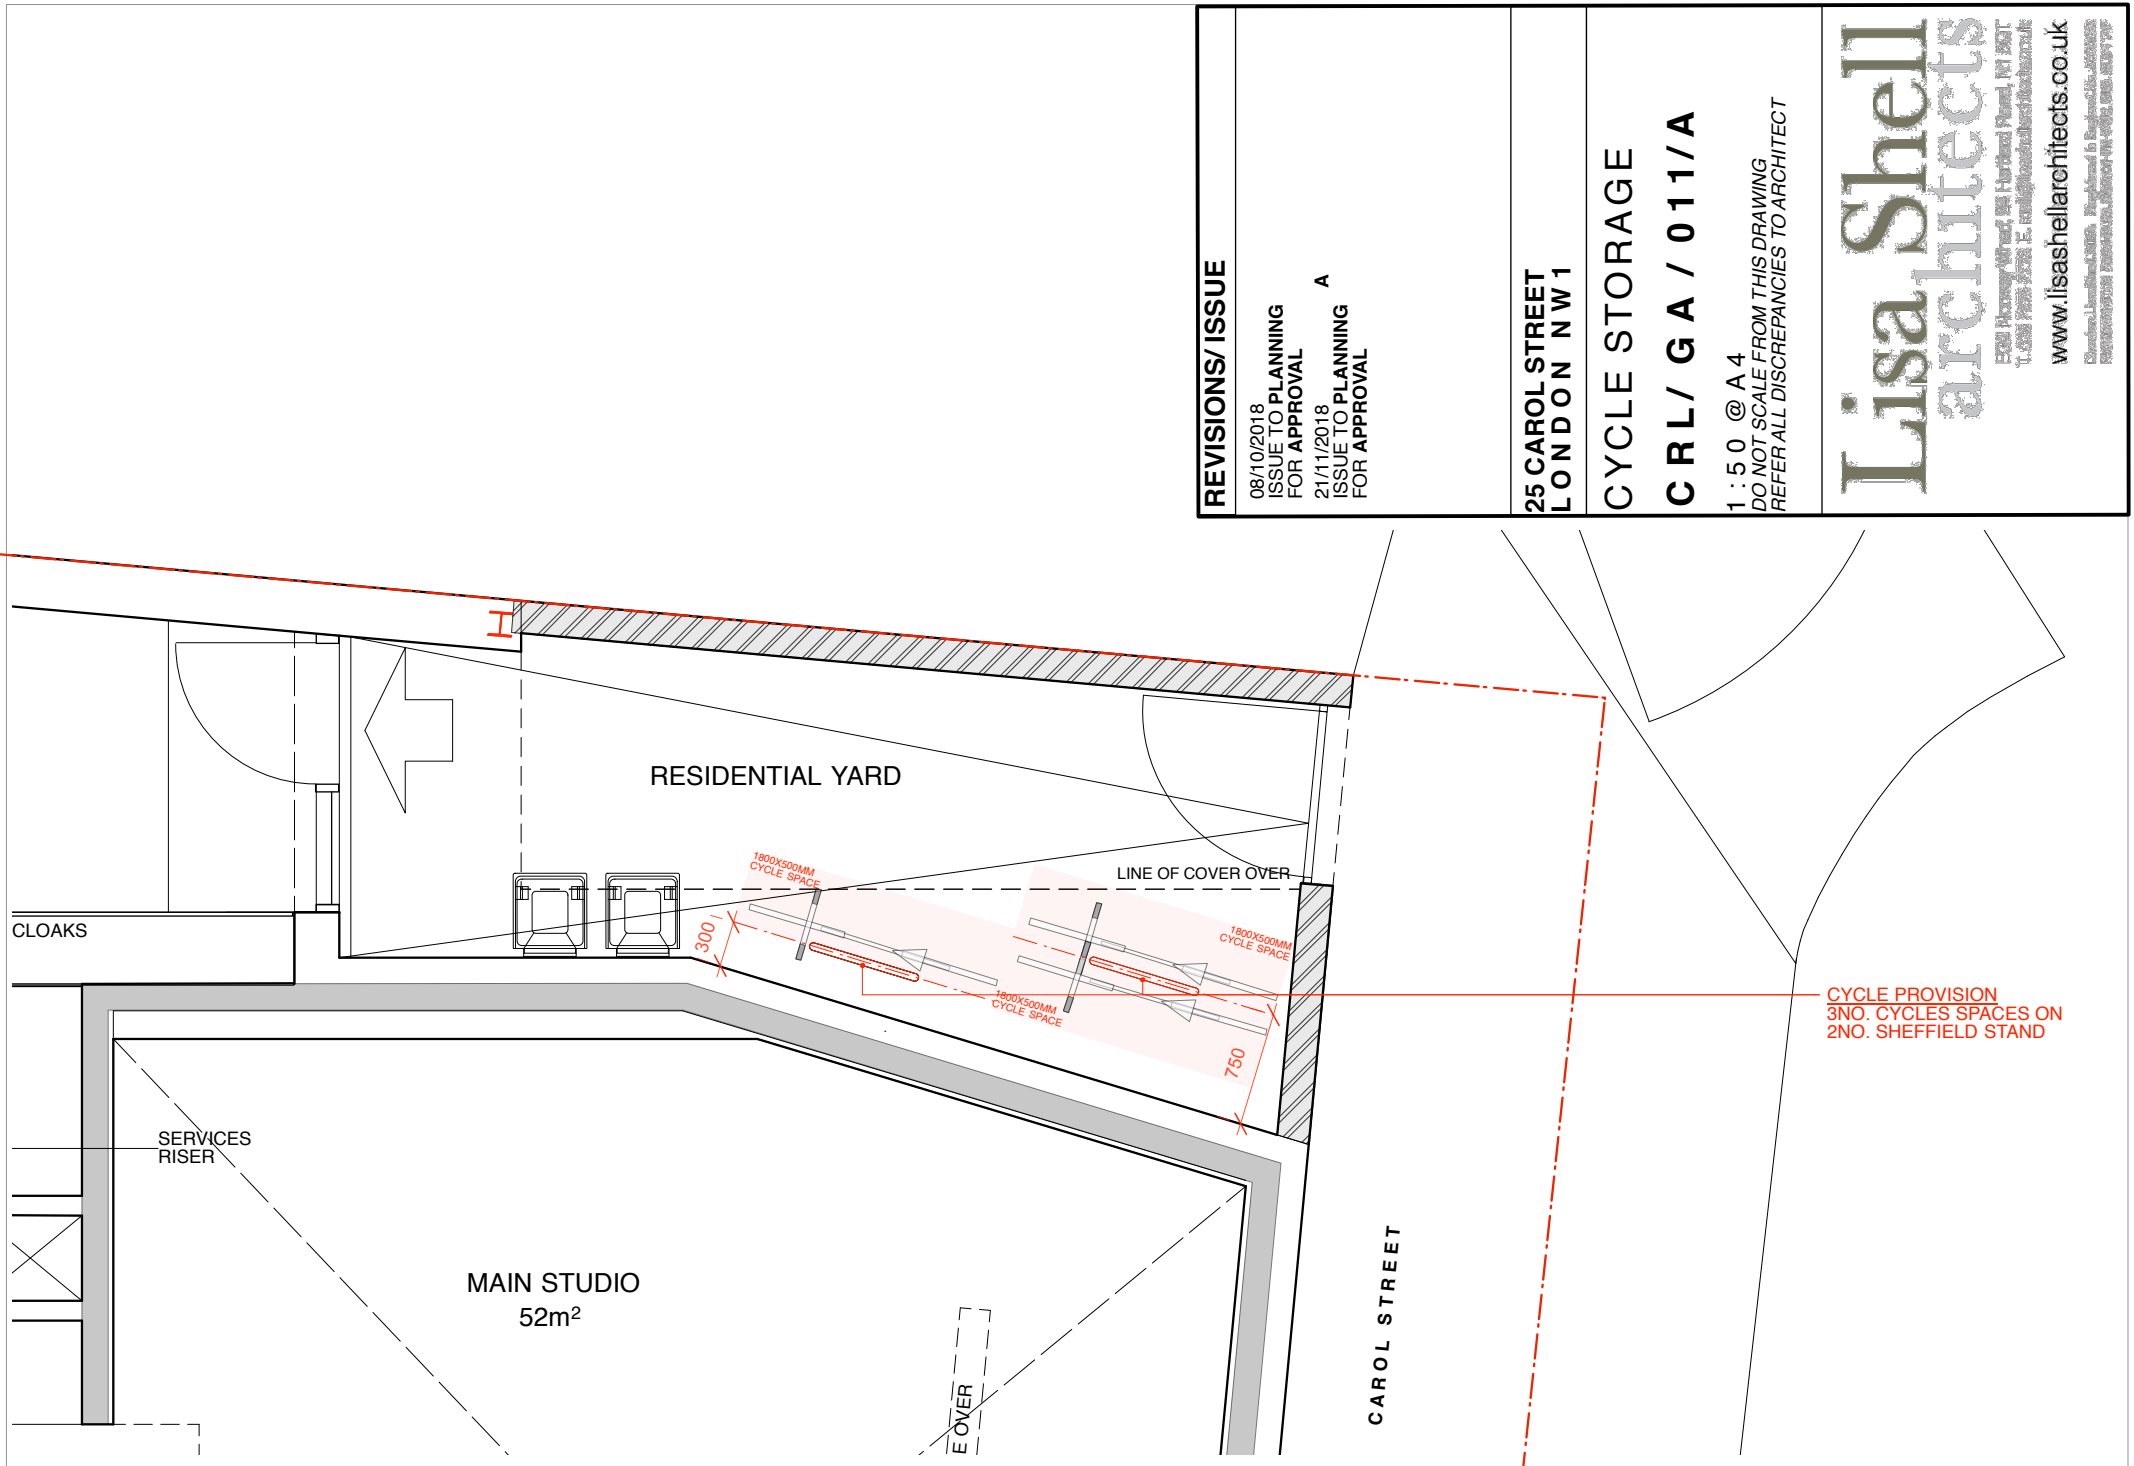 REVISIONS/ ISSUE
08/10/2018
ISSUE TO PLANNING
FOR APPROVAL
21/11/2018 A
ISSUE TO PLANNING
FOR APPROVAL
25 CAROL STREET
LONDON NW1
CYCLE STORAGE
CRL/ GA / 011/A
1:50 @ A4
DO NOT SCALE FROM THIS DRAWING
REFER ALL DISCREPANCIES TO ARCHITECT
Lisa Shell
architects
www.lisashellarchitects.co.uk
RESIDENTIAL YARD
1800X500MM
CYCLE SPACE
LINE OF COVER OVER
CLOAKS
300
1800X500MM
CYCLE SPACE
1800X500MM
CYCLE SPACE
750
CYCLE PROVISION
3NO. CYCLES SPACES ON
2NO. SHEFFIELD STAND
SERVICES
RISER
MAIN STUDIO
52m²
E OVER
CAROL STREET